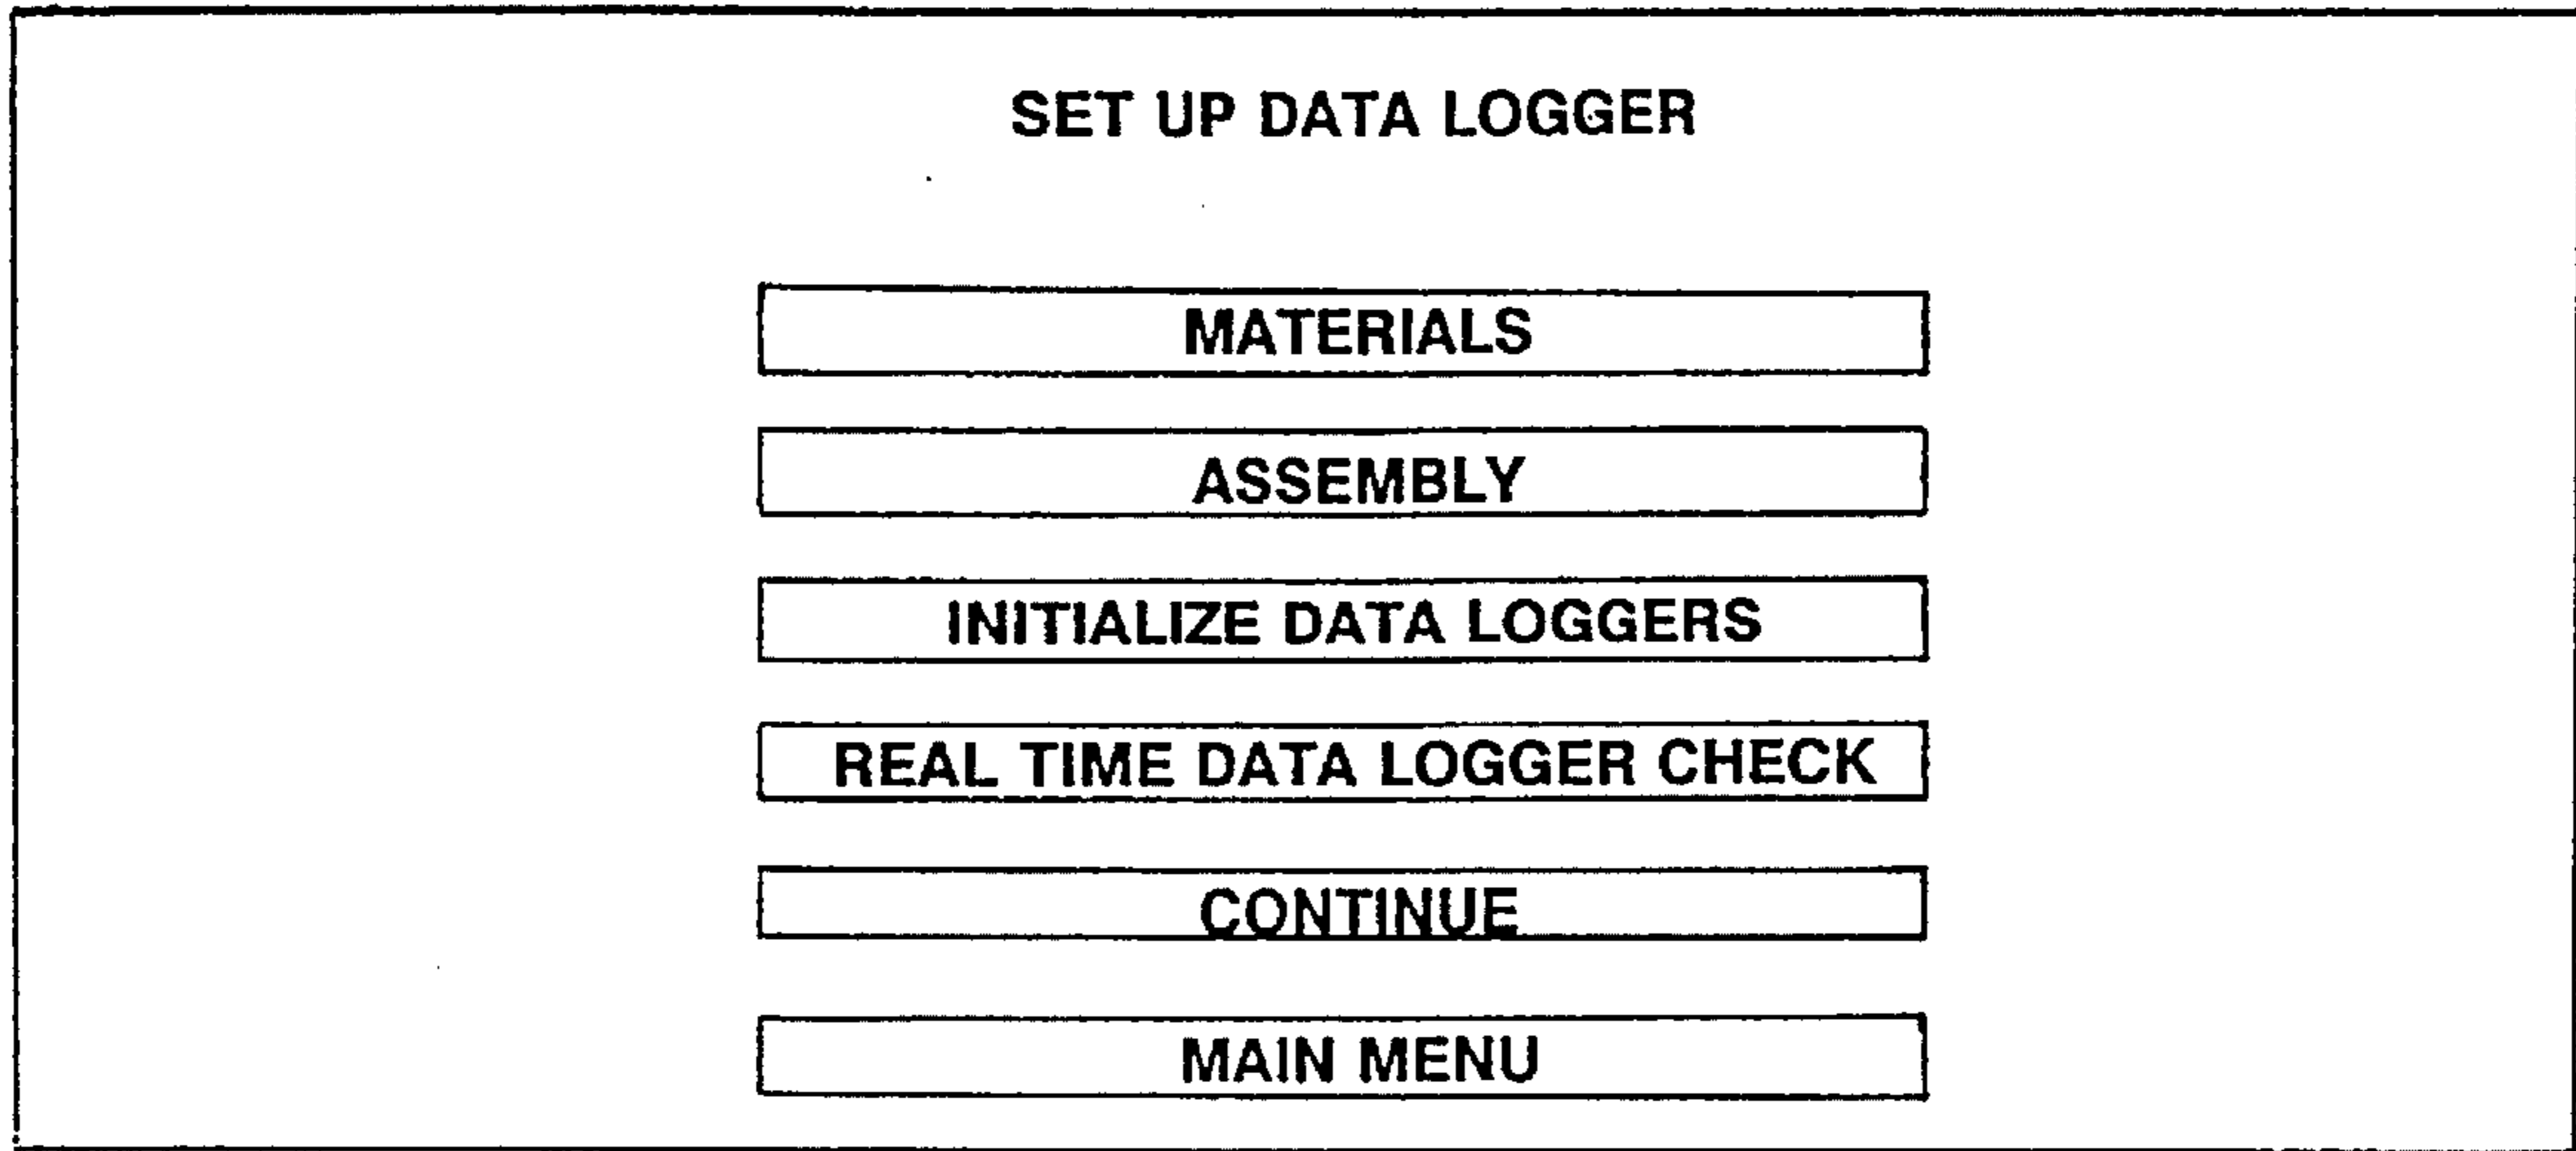 SET UP DATA LOGGER
MATERIALS
ASSEMBLY
INITIALIZE DATA LOGGERS
REAL TIME DATA LOGGER CHECK
CONTINUE
MAIN MENU